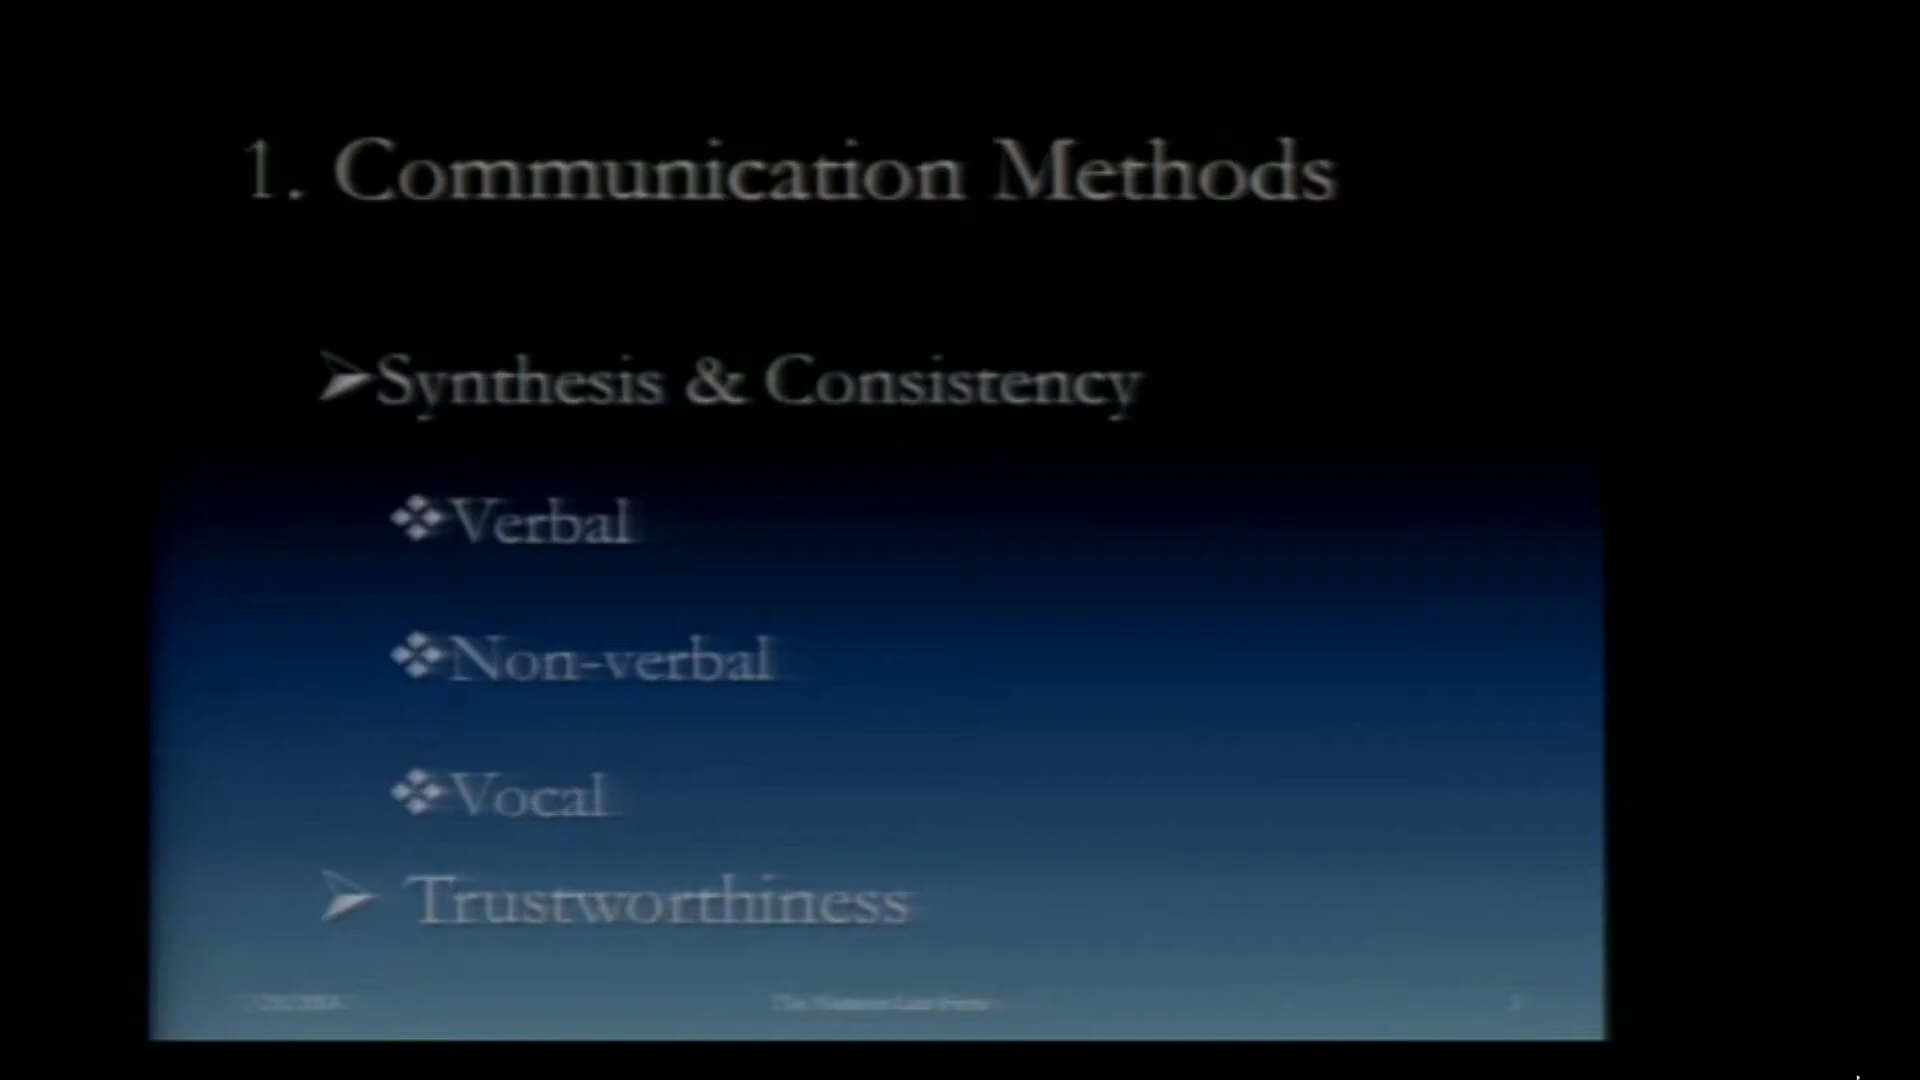 1. Communication Methods
➢Synthesis & Consistency
❖Verbal
❖Non-verbal
❖Vocal
➢ Trustworthiness